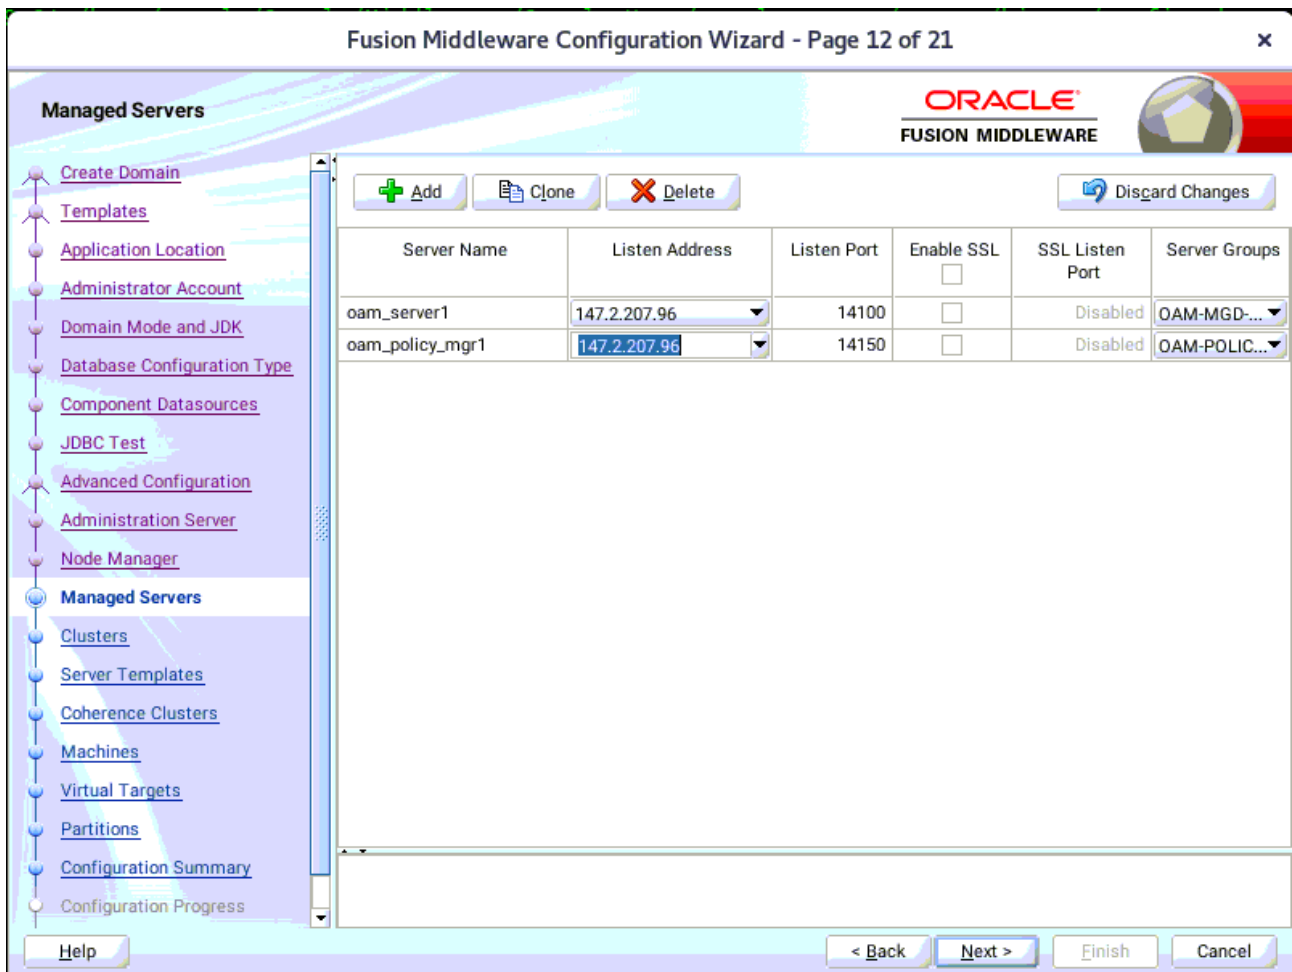 Fusion Middleware Configuration Wizard - Page 12 of 21
Managed Servers
ORACLE
FUSION MIDDLEWARE
Create Domain
Templates
Application Location
Administrator Account
Domain Mode and JDK
Database Configuration Type
Component Datasources
JDBC Test
Advanced Configuration
Administration Server
Node Manager
Managed Servers
Clusters
Server Templates
Coherence Clusters
Machines
Virtual Targets
Partitions
Configuration Summary
Configuration Progress
Add Clone Delete Discard Changes
Server Name Listen Address Listen Port Enable SSL SSL Listen Port Server Groups
oam_server1 147.2.207.96 14100 Disabled OAM-MGD-...
oam_policy_mgr1 147.2.207.96 14150 Disabled OAM-POLIC...
Help < Back Next > Finish Cancel